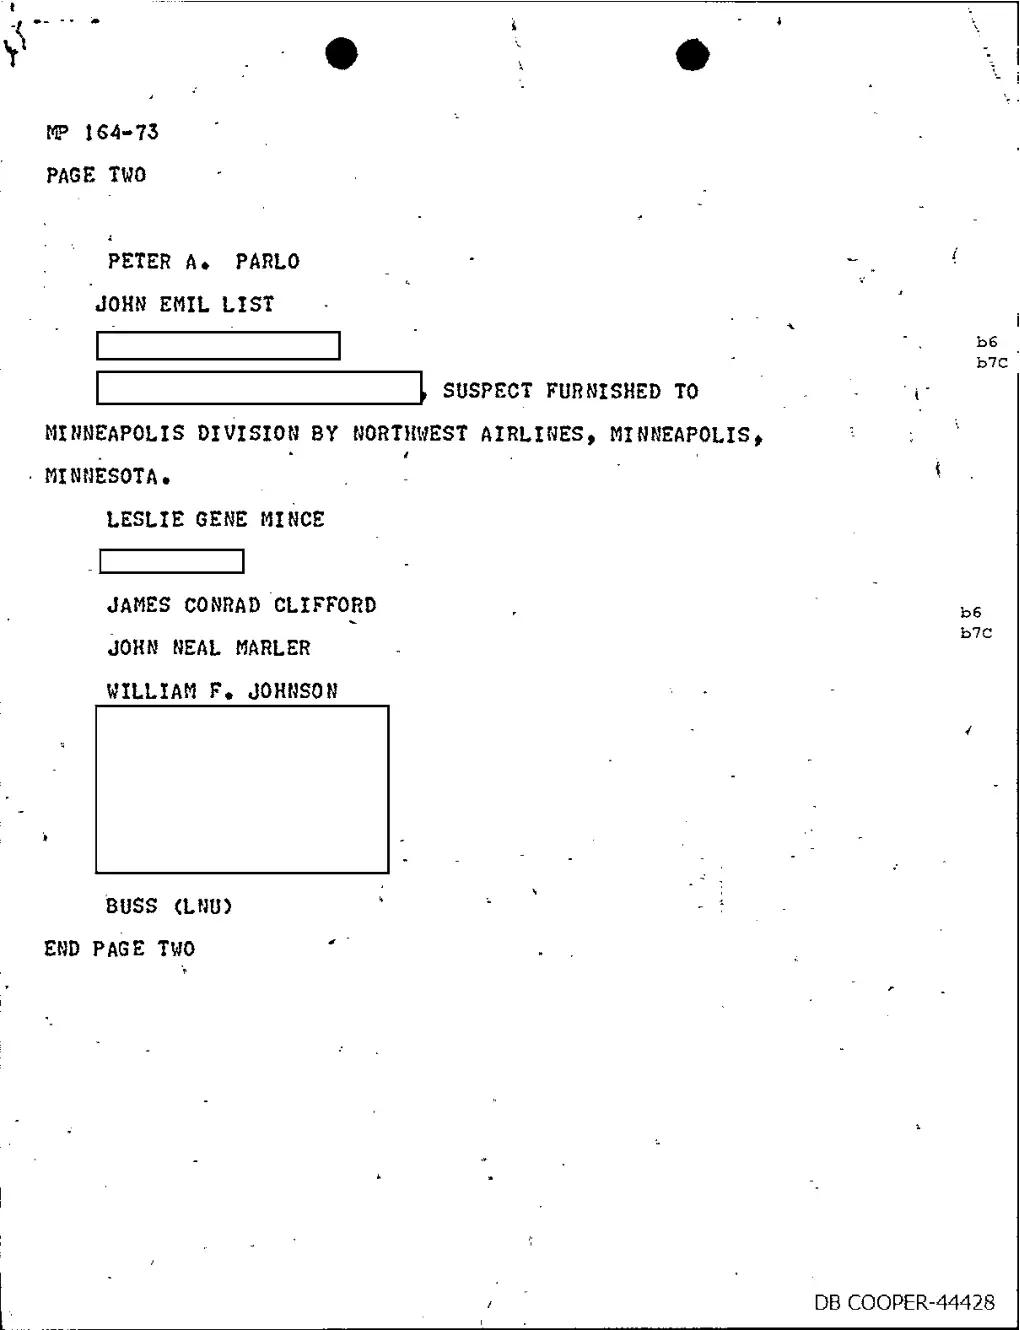 MP 164-73
PAGE TWO
PETER A. PARLO
JOHN EMIL LIST
b6
b7C
, SUSPECT FURNISHED TO
MINNEAPOLIS DIVISION BY NORTHWEST AIRLINES, MINNEAPOLIS,
MINNESOTA.
LESLIE GENE MINCE
JAMES CONRAD CLIFFORD
b6
b7C
JOHN NEAL MARLER
WILLIAM F. JOHNSON
BUSS (LNU)
END PAGE TWO
DB COOPER-44428